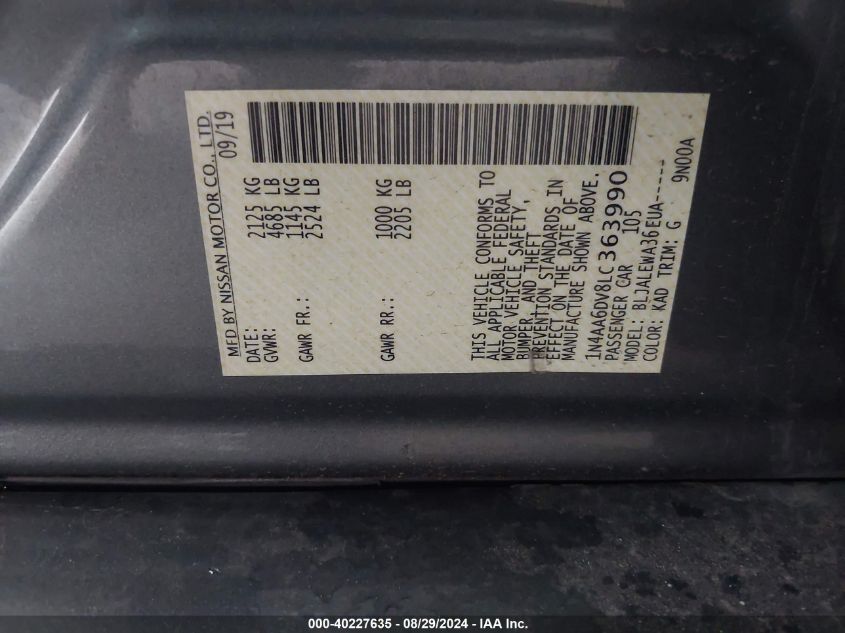 MFD BY NISSAN MOTOR CO., LTD.
DATE: 09/19
GVWR: 2125 KG
4685 LB
GAWR FR.: 1145 KG
2524 LB
GAWR RR.: 1000 KG
2205 LB
THIS VEHICLE CONFORMS TO
ALL APPLICABLE FEDERAL
MOTOR VEHICLE SAFETY,
BUMPER, AND THEFT
PREVENTION STANDARDS IN
EFFECT ON THE DATE OF
MANUFACTURE SHOWN ABOVE.
1N4AA6DV8LC363990
PASSENGER CAR 105
MODEL: BLJALEWA36EUA-----
COLOR: KAD TRIM: G 9N00A
000-40227635 - 08/29/2024 - IAA Inc.